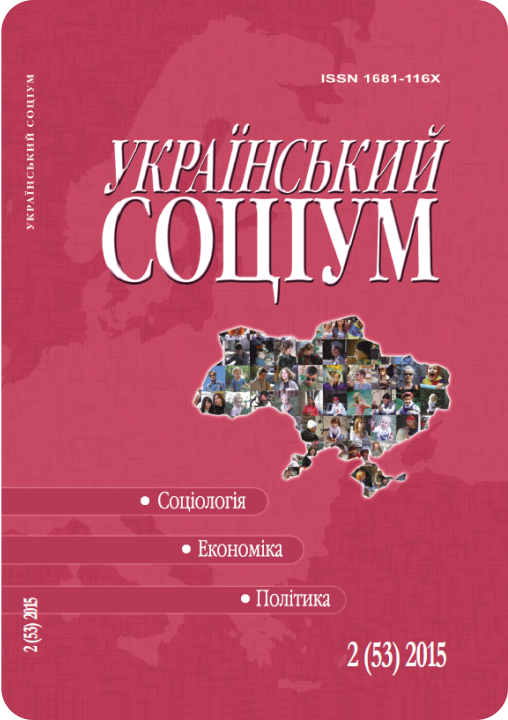 ISSN 1681-116X
УКРАЇНСЬКИЙ СОЦІУМ
УКРАЇНСЬКИЙ
СОЦІУМ
• Соціологія
• Економіка
• Політика
2 (53) 2015
2 (53) 2015